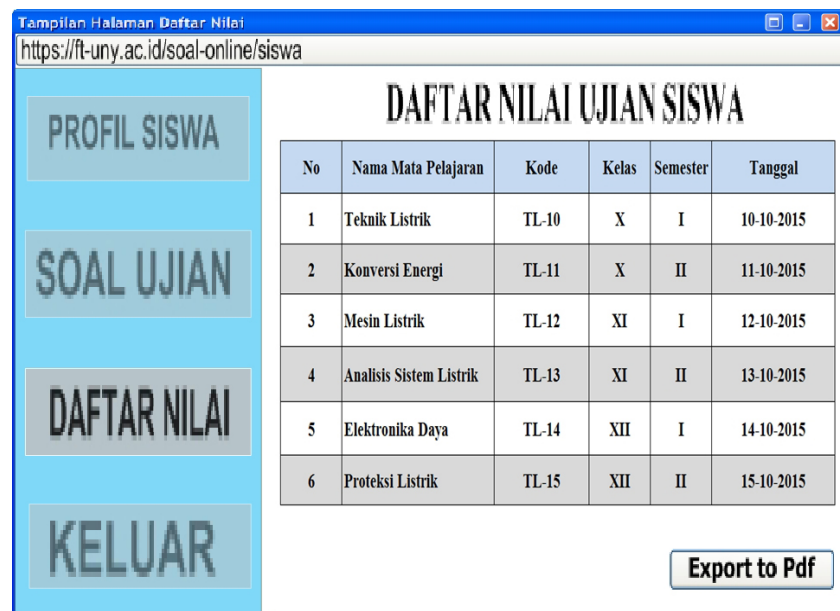 Tampilan Halaman Daftar Nilai
https://ft-uny.ac.id/soal-online/siswa
PROFIL SISWA
SOAL UJIAN
DAFTAR NILAI
KELUAR
DAFTAR NILAI UJIAN SISWA
No Nama Mata Pelajaran Kode Kelas Semester Tanggal
1 Teknik Listrik TL-10 X I 10-10-2015
2 Konversi Energi TL-11 X II 11-10-2015
3 Mesin Listrik TL-12 XI I 12-10-2015
4 Analisis Sistem Listrik TL-13 XI II 13-10-2015
5 Elektronika Daya TL-14 XII I 14-10-2015
6 Proteksi Listrik TL-15 XII II 15-10-2015
Export to Pdf